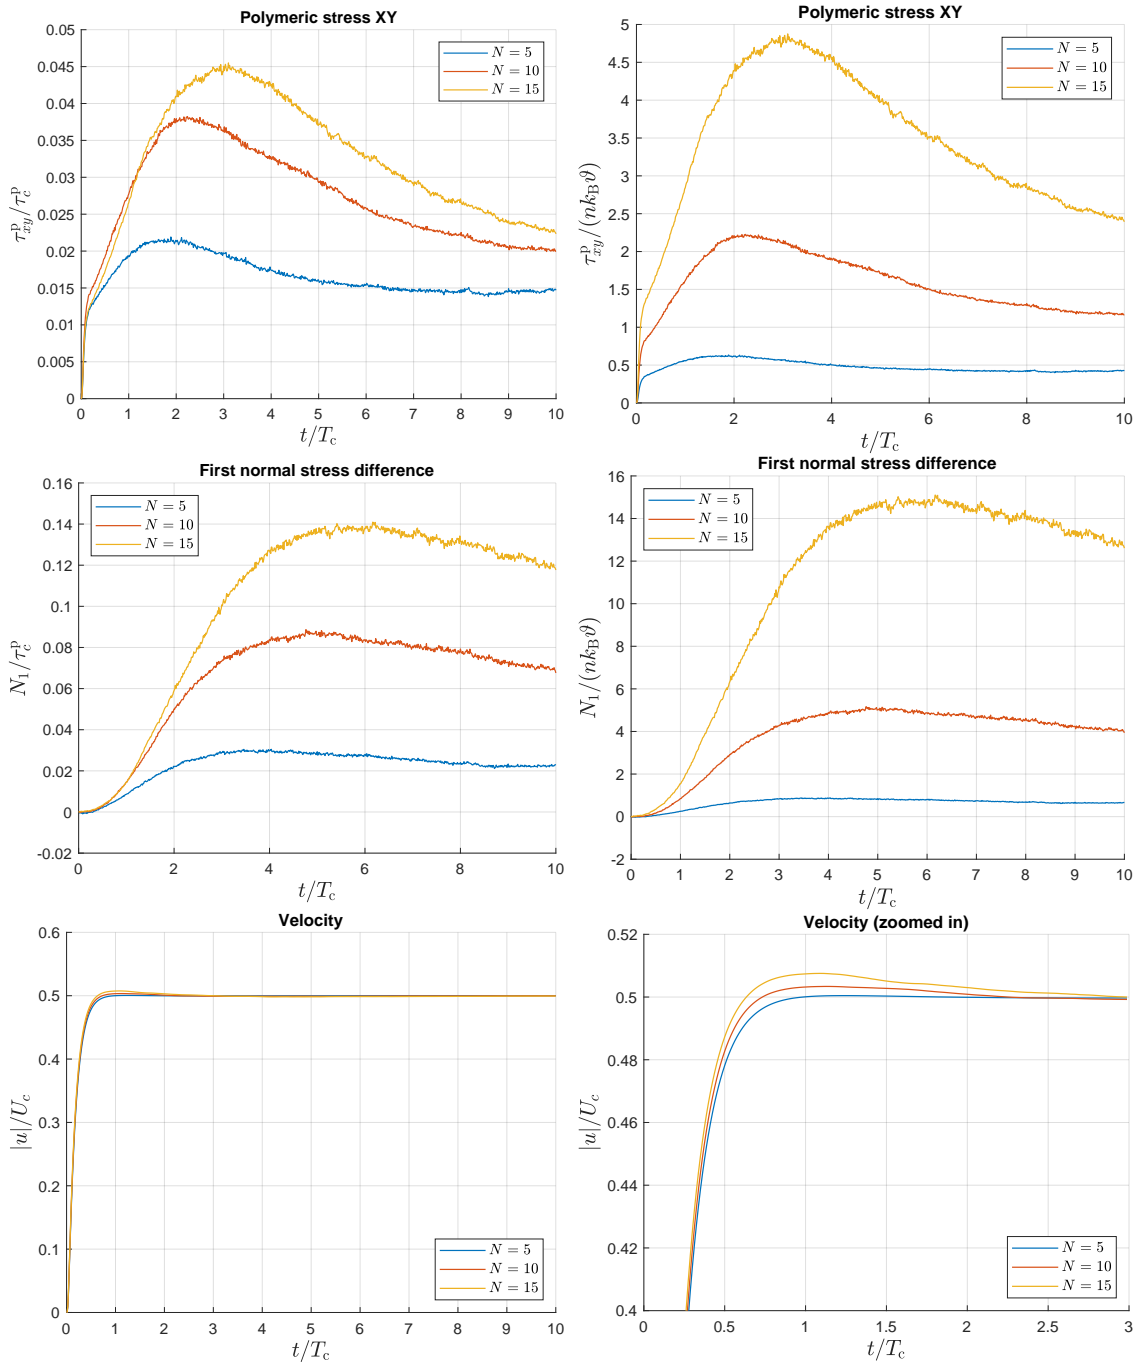 Polymeric stress XY
0.05
0.045
0.04
0.035
0.03
0.025
0.02
0.015
0.01
0.005
0
τᵖ_xy/τᵖ_c
N = 5
N = 10
N = 15
0 1 2 3 4 5 6 7 8 9 10
t/T_c
Polymeric stress XY
5
4.5
4
3.5
3
2.5
2
1.5
1
0.5
0
τᵖ_xy/(nk_Bϑ)
N = 5
N = 10
N = 15
0 2 4 6 8 10
t/T_c
First normal stress difference
0.16
0.14
0.12
0.1
0.08
0.06
0.04
0.02
0
-0.02
N₁/τᵖ_c
N = 5
N = 10
N = 15
0 2 4 6 8 10
t/T_c
First normal stress difference
16
14
12
10
8
6
4
2
0
-2
N₁/(nk_Bϑ)
N = 5
N = 10
N = 15
0 1 2 3 4 5 6 7 8 9 10
t/T_c
Velocity
0.6
0.5
0.4
0.3
0.2
0.1
0
|u|/U_c
N = 5
N = 10
N = 15
0 1 2 3 4 5 6 7 8 9 10
t/T_c
Velocity (zoomed in)
0.52
0.5
0.48
0.46
0.44
0.42
0.4
|u|/U_c
N = 5
N = 10
N = 15
0 0.5 1 1.5 2 2.5 3
t/T_c